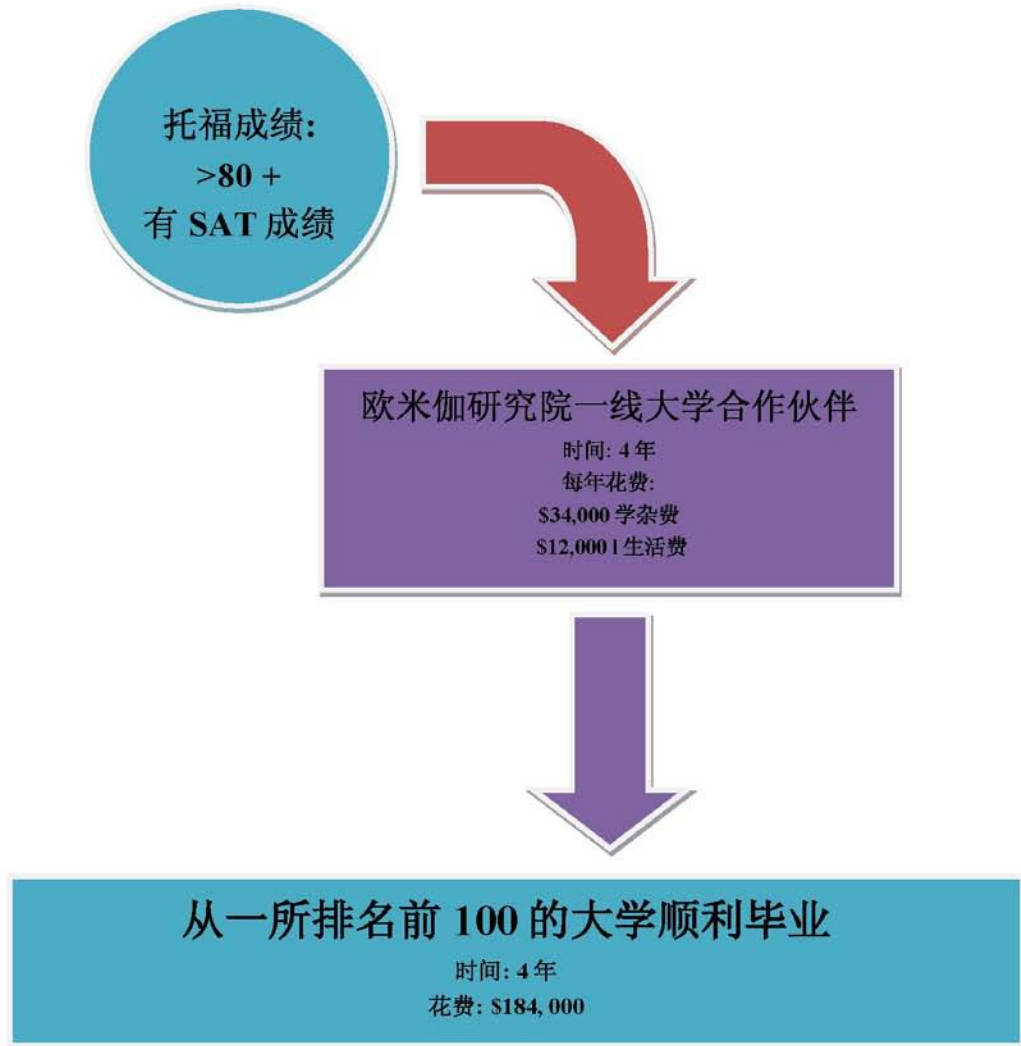 托福成绩:
>80 +
有 SAT 成绩
欧米伽研究院一线大学合作伙伴
时间: 4 年
每年花费:
$34,000 学杂费
$12,000 l 生活费
从一所排名前 100 的大学顺利毕业
时间: 4 年
花费: $184, 000